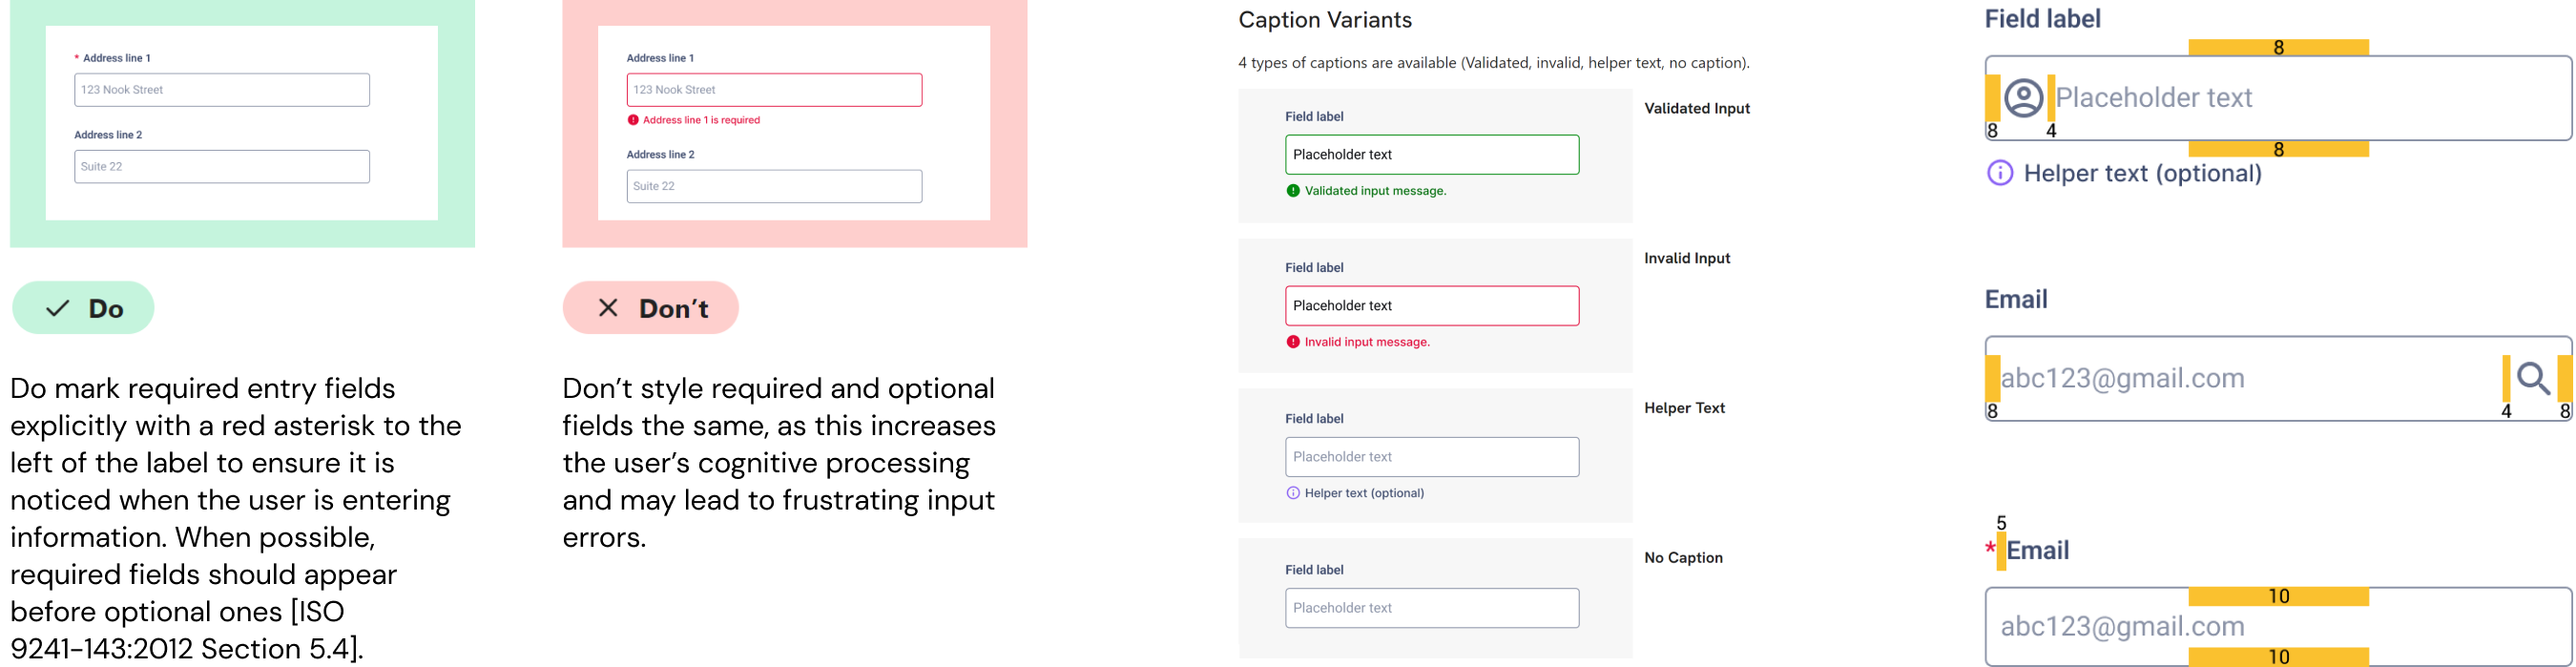 * Address line 1
123 Nook Street
Address line 2
Suite 22
Do
Do mark required entry fields
explicitly with a red asterisk to the
left of the label to ensure it is
noticed when the user is entering
information. When possible,
required fields should appear
before optional ones [ISO
9241-143:2012 Section 5.4].
Address line 1
123 Nook Street
Address line 1 is required
Address line 2
Suite 22
Don't
Don't style required and optional
fields the same, as this increases
the user's cognitive processing
and may lead to frustrating input
errors.
Caption Variants
4 types of captions are available (Validated, invalid, helper text, no caption).
Field label
Placeholder text
Validated input message.
Validated Input
Field label
Placeholder text
Invalid input message.
Invalid Input
Field label
Placeholder text
Helper text (optional)
Helper Text
Field label
Placeholder text
No Caption
Field label
8
Placeholder text
8 4
8
Helper text (optional)
Email
abc123@gmail.com
8 4 8
5
* Email
10
abc123@gmail.com
10